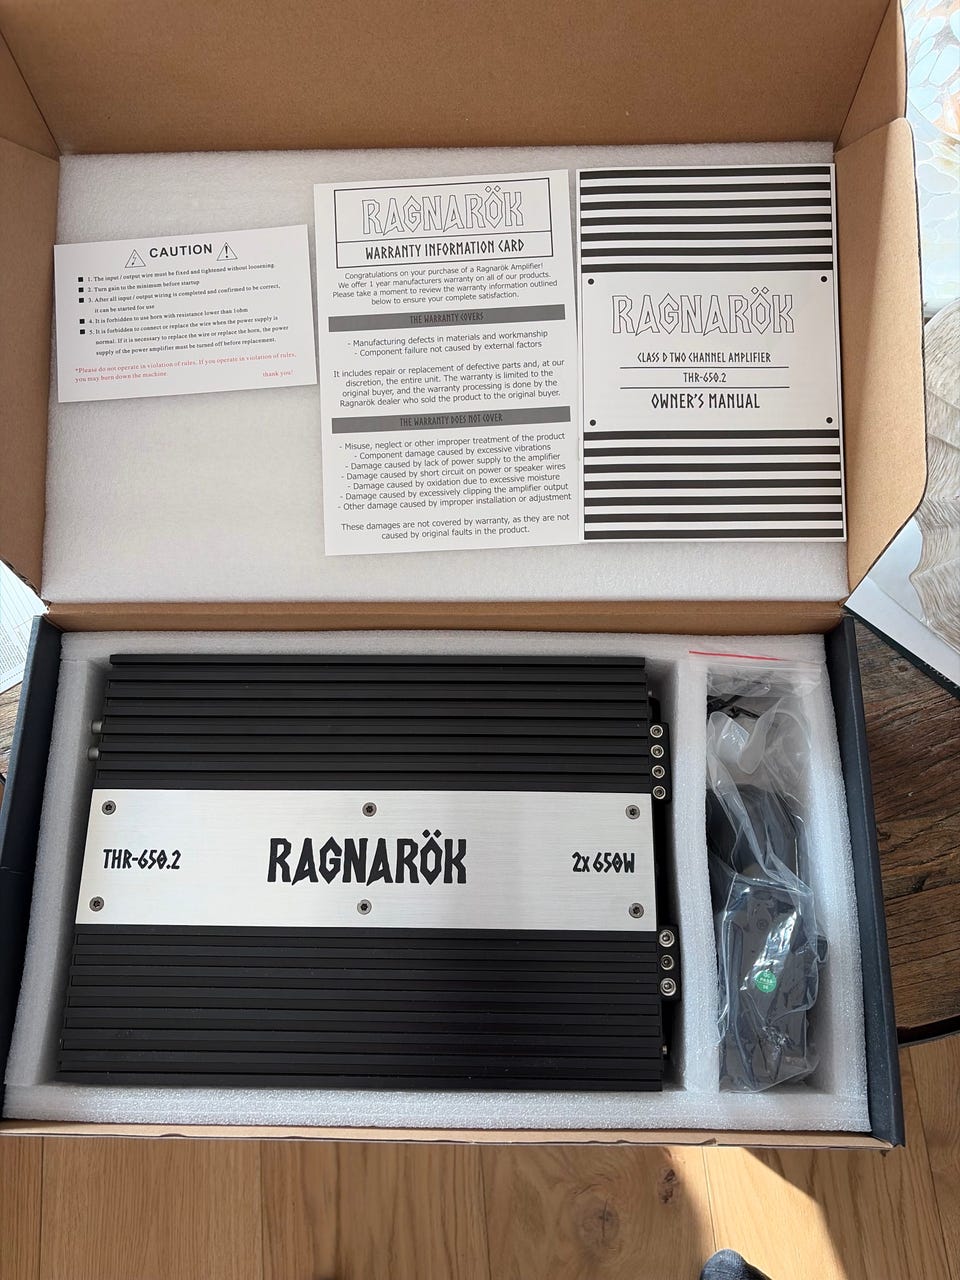 CAUTION
1. The input / output wire must be fixed and tightened without loosening.
2. Turn gain to the minimum before startup
3. After all input / output wiring is completed and confirmed to be correct,
it can be started for use
4. It is forbidden to use horn with resistance lower than 1ohm
5. It is forbidden to connect or replace the wire when the power supply is
normal. If it is necessary to replace the wire or replace the horn, the power
supply of the power amplifier must be turned off before replacement.
*Please do not operate in violation of rules. If you operate in violation of rules,
you may burn down the machine.
thank you!
RAGNARÖK
WARRANTY INFORMATION CARD
Congratulations on your purchase of a Ragnarök Amplifier!
We offer 1 year manufacturers warranty on all of our products.
Please take a moment to review the warranty information outlined
below to ensure your complete satisfaction.
THE WARRANTY COVERS
- Manufacturing defects in materials and workmanship
- Component failure not caused by external factors
It includes repair or replacement of defective parts and, at our
discretion, the entire unit. The warranty is limited to the
original buyer, and the warranty processing is done by the
Ragnarök dealer who sold the product to the original buyer.
THE WARRANTY DOES NOT COVER
- Misuse, neglect or other improper treatment of the product
- Component damage caused by excessive vibrations
- Damage caused by lack of power supply to the amplifier
- Damage caused by short circuit on power or speaker wires
- Damage caused by oxidation due to excessive moisture
- Damage caused by excessively clipping the amplifier output
- Other damage caused by improper installation or adjustment
These damages are not covered by warranty, as they are not
caused by original faults in the product.
RAGNARÖK
CLASS D TWO CHANNEL AMPLIFIER
THR-650.2
OWNER'S MANUAL
THR-650.2
RAGNARÖK
2x 650W